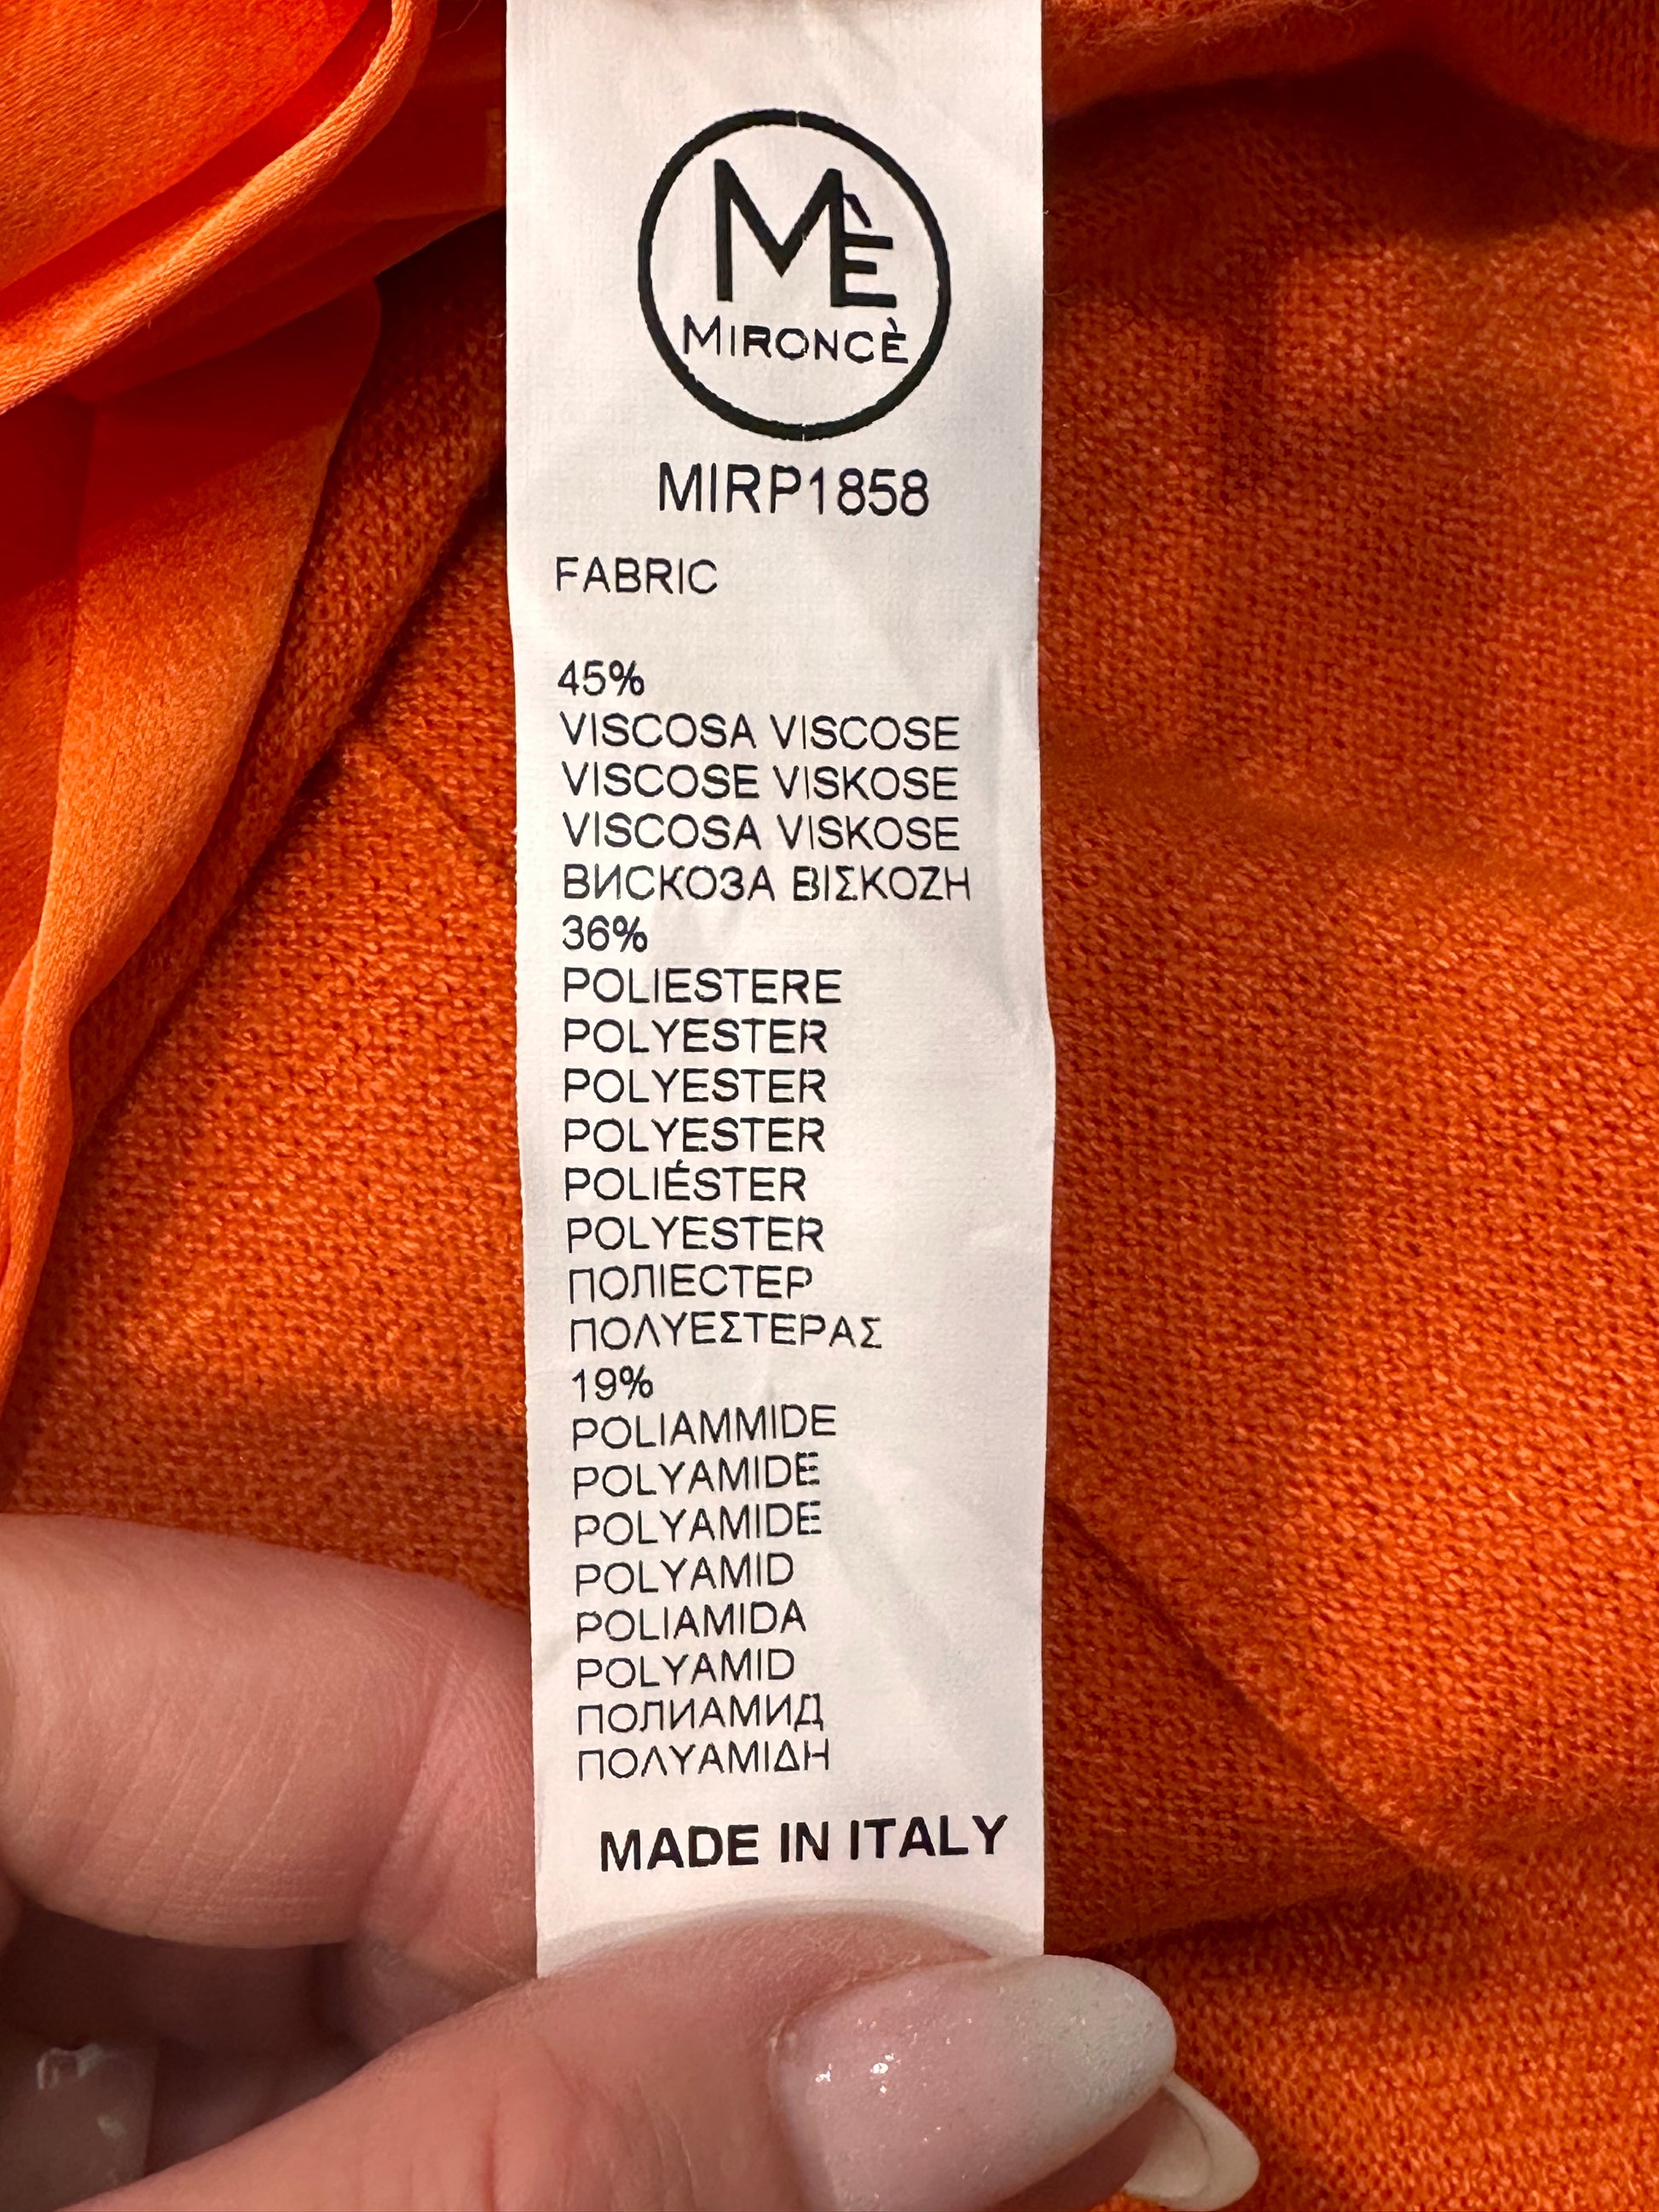 MÈ
MIRONCÈ
MIRP1858
FABRIC
45%
VISCOSA VISCOSE
VISCOSE VISKOSE
VISCOSA VISKOSE
ВИСКОЗА ΒΙΣΚΟΖΗ
36%
POLIESTERE
POLYESTER
POLYESTER
POLYESTER
POLIÉSTER
POLYESTER
ПОЛІЕСТЕР
ΠΟΛΥΕΣΤΕΡΑΣ
19%
POLIAMMIDE
POLYAMIDE
POLYAMIDE
POLYAMID
POLIAMIDA
POLYAMID
ПОЛИАМИД
ΠΟΛΥΑΜΙΔΗ
MADE IN ITALY